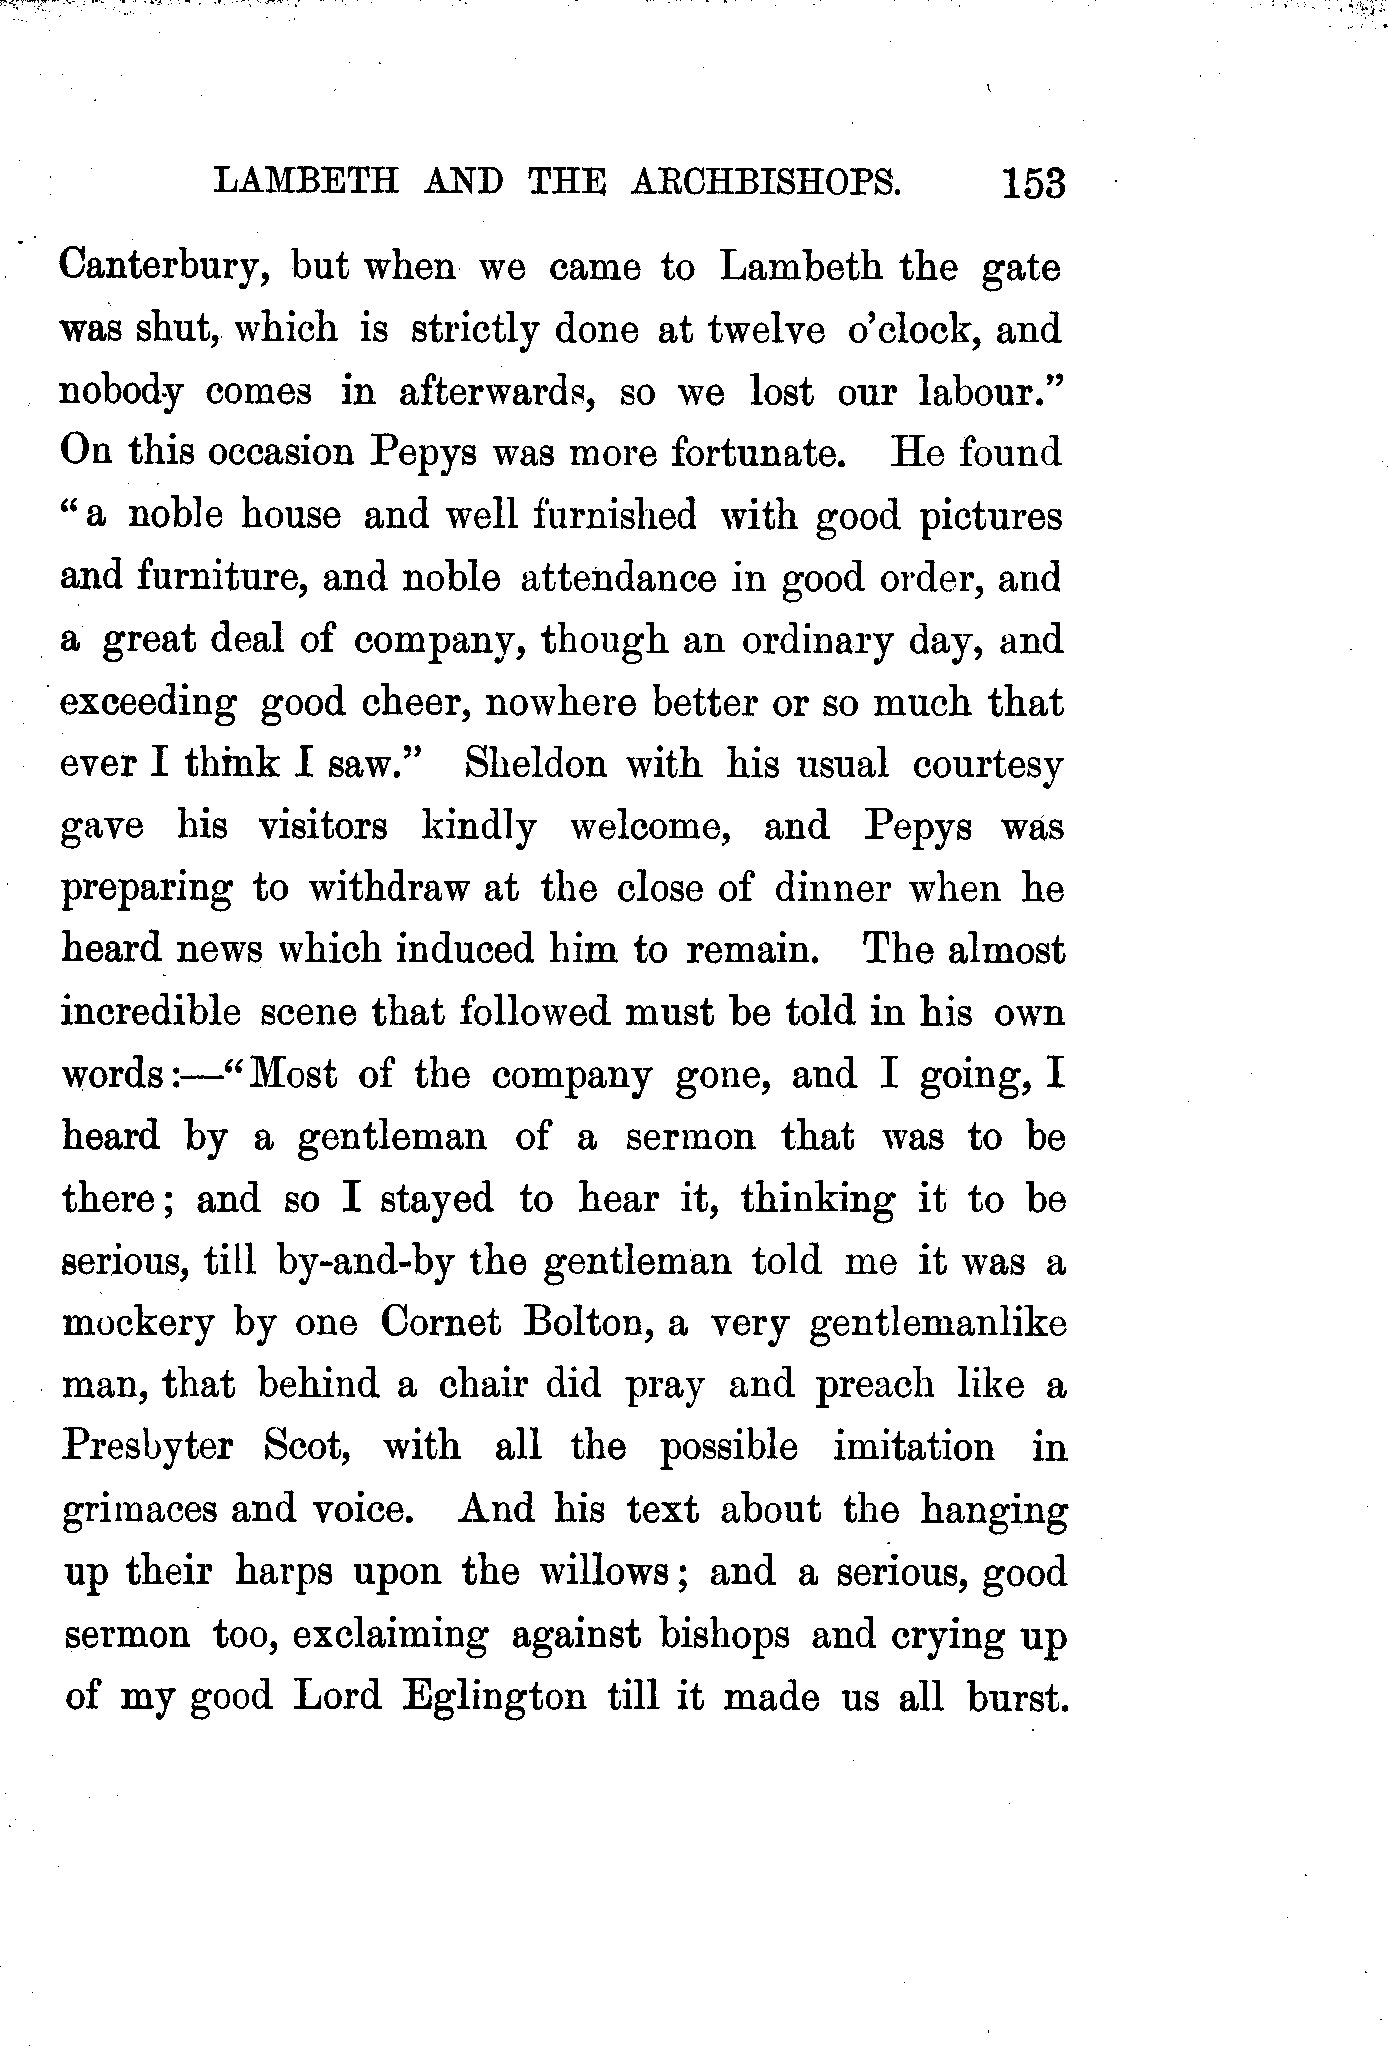 LAMBETH AND THE ARCHBISHOPS. 153
Canterbury, but when we came to Lambeth the gate
was shut, which is strictly done at twelve o'clock, and
nobody comes in afterwards, so we lost our labour."
On this occasion Pepys was more fortunate. He found
"a noble house and well furnished with good pictures
and furniture, and noble attendance in good order, and
a great deal of company, though an ordinary day, and
exceeding good cheer, nowhere better or so much that
ever I think I saw." Sheldon with his usual courtesy
gave his visitors kindly welcome, and Pepys was
preparing to withdraw at the close of dinner when he
heard news which induced him to remain. The almost
incredible scene that followed must be told in his own
words:—"Most of the company gone, and I going, I
heard by a gentleman of a sermon that was to be
there; and so I stayed to hear it, thinking it to be
serious, till by-and-by the gentleman told me it was a
mockery by one Cornet Bolton, a very gentlemanlike
man, that behind a chair did pray and preach like a
Presbyter Scot, with all the possible imitation in
grimaces and voice. And his text about the hanging
up their harps upon the willows; and a serious, good
sermon too, exclaiming against bishops and crying up
of my good Lord Eglington till it made us all burst.